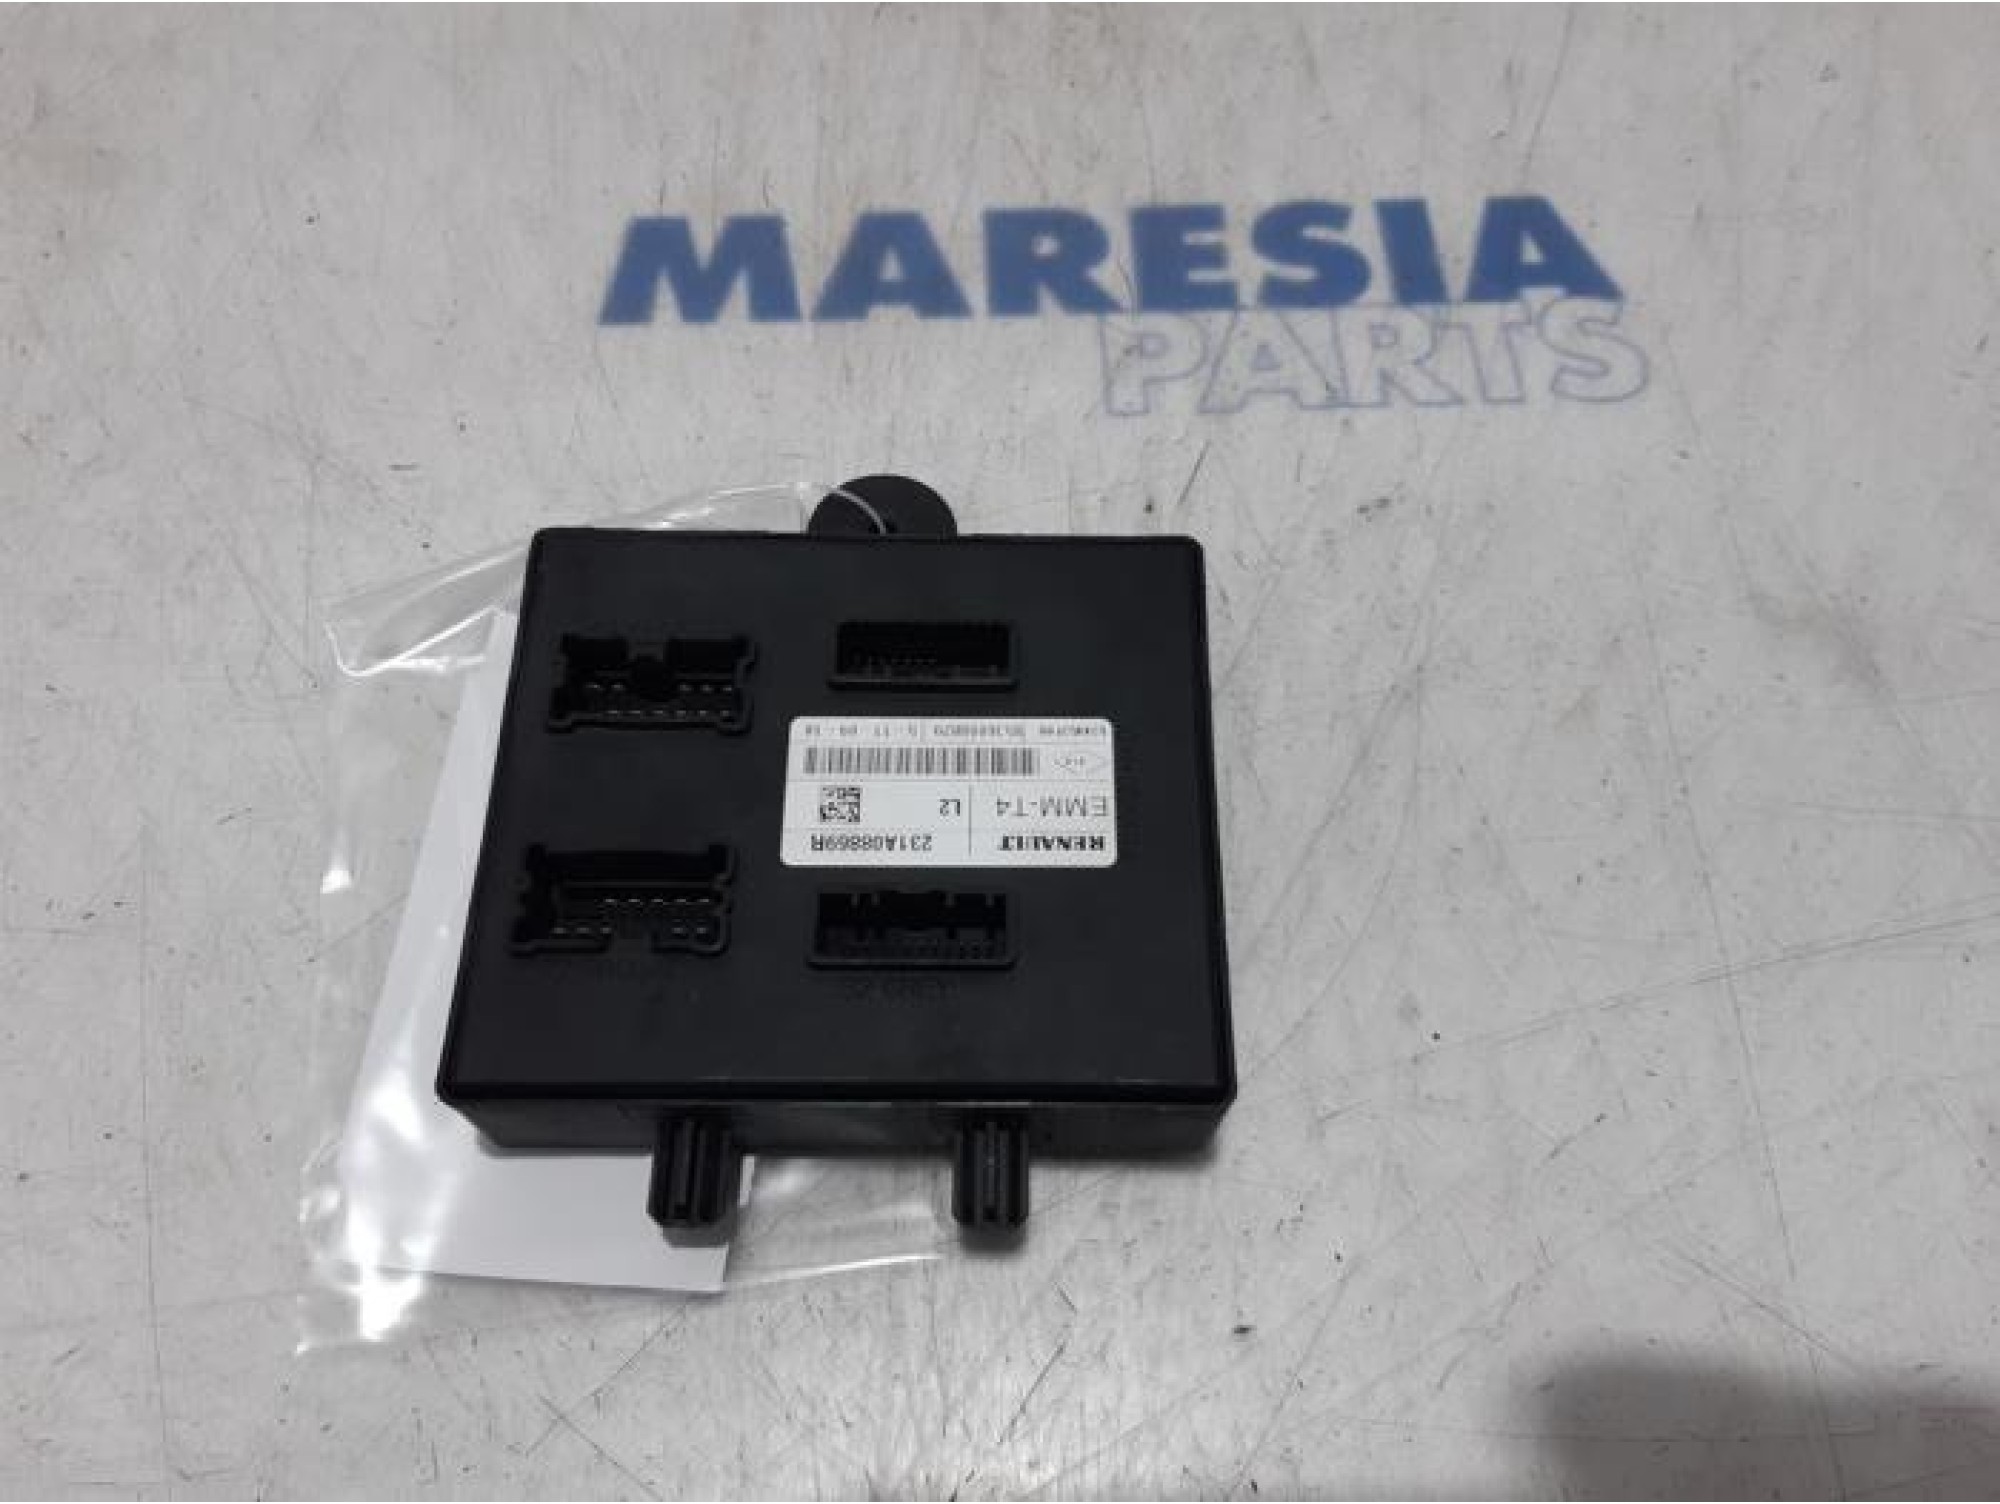 MARESIA
PARTS
RENAULT 231A08869R
EMM-T4 L2